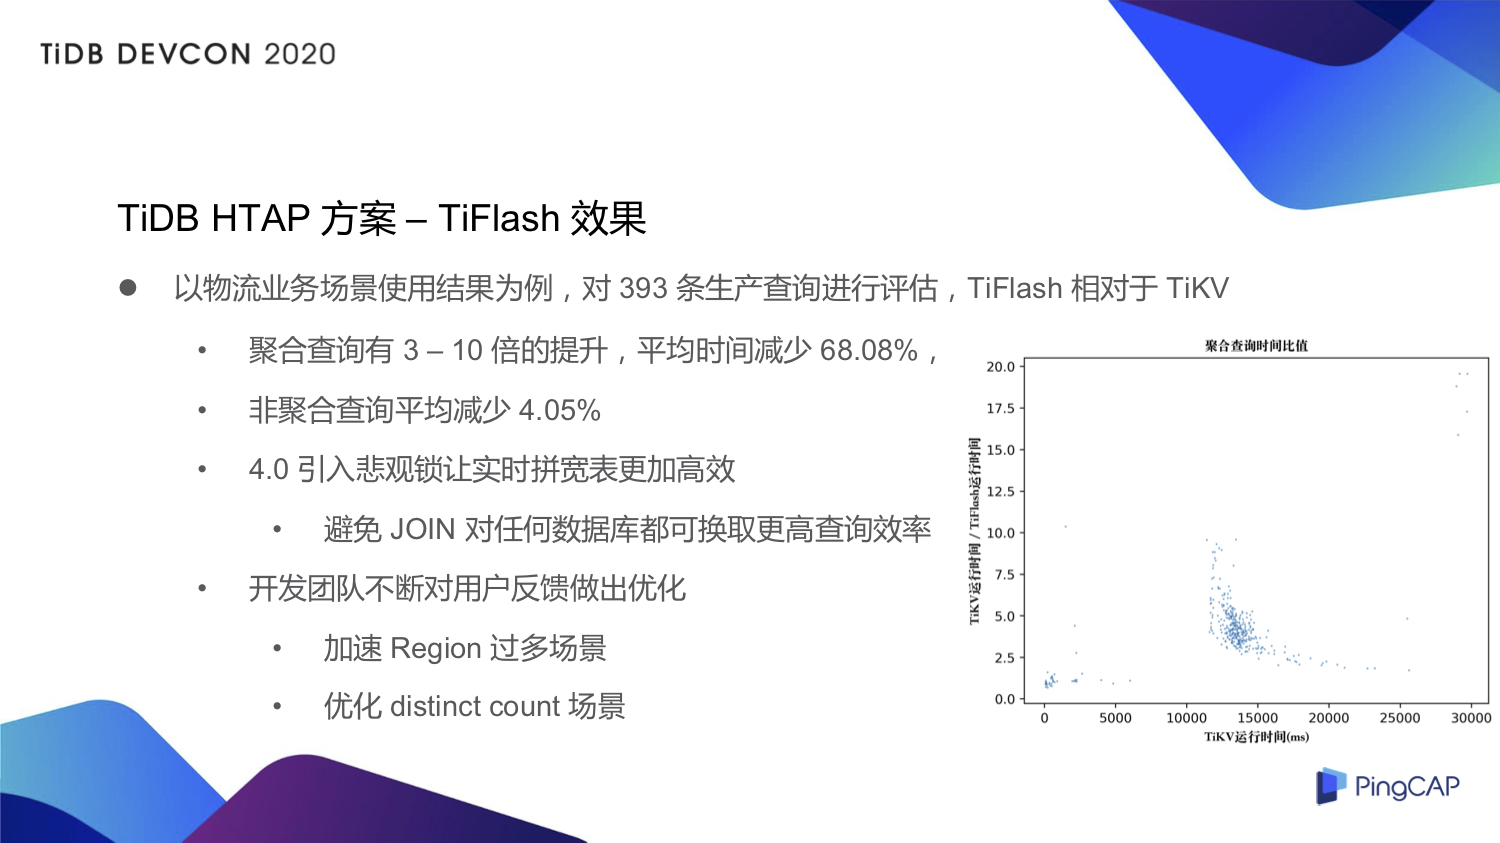 TiDB DEVCON 2020
TiDB HTAP 方案 – TiFlash 效果
● 以物流业务场景使用结果为例，对 393 条生产查询进行评估，TiFlash 相对于 TiKV
• 聚合查询有 3 – 10 倍的提升，平均时间减少 68.08%，
• 非聚合查询平均减少 4.05%
• 4.0 引入悲观锁让实时拼宽表更加高效
• 避免 JOIN 对任何数据库都可换取更高查询效率
• 开发团队不断对用户反馈做出优化
• 加速 Region 过多场景
• 优化 distinct count 场景
聚合查询时间比值
TiKV运行时间 / TiFlash运行时间
20.0
17.5
15.0
12.5
10.0
7.5
5.0
2.5
0.0
0 5000 10000 15000 20000 25000 30000
TiKV运行时间(ms)
PingCAP